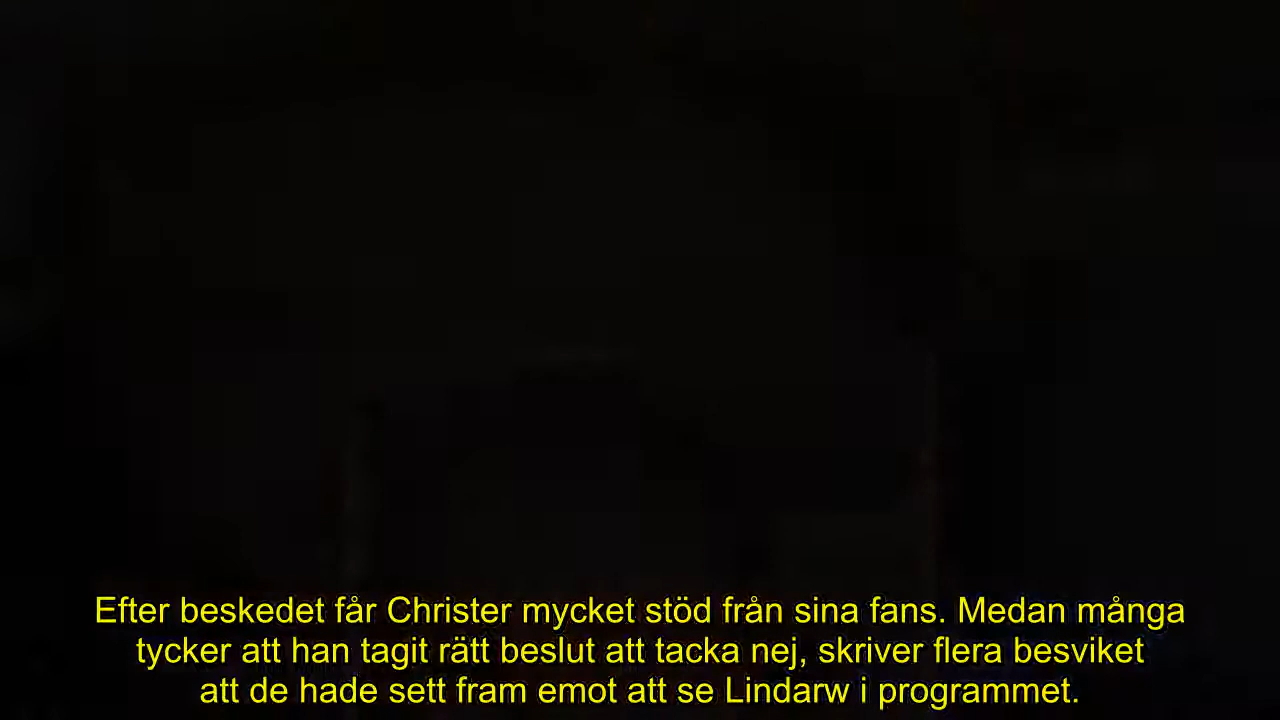 Efter beskedet får Christer mycket stöd från sina fans. Medan många
tycker att han tagit rätt beslut att tacka nej, skriver flera besviket
att de hade sett fram emot att se Lindarw i programmet.